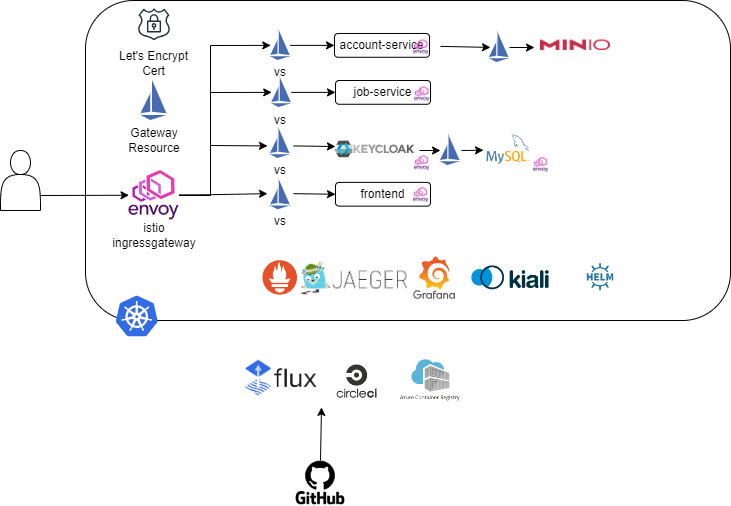 Let's Encrypt
Cert
Gateway
Resource
envoy
istio
ingressgateway
vs
account-service
envoy
MINIO
vs
job-service
envoy
vs
KEYCLOAK
envoy
MySQL
envoy
vs
frontend
envoy
JAEGER
Grafana
kiali
HELM
flux
circleci
Azure Container Registry
GitHub